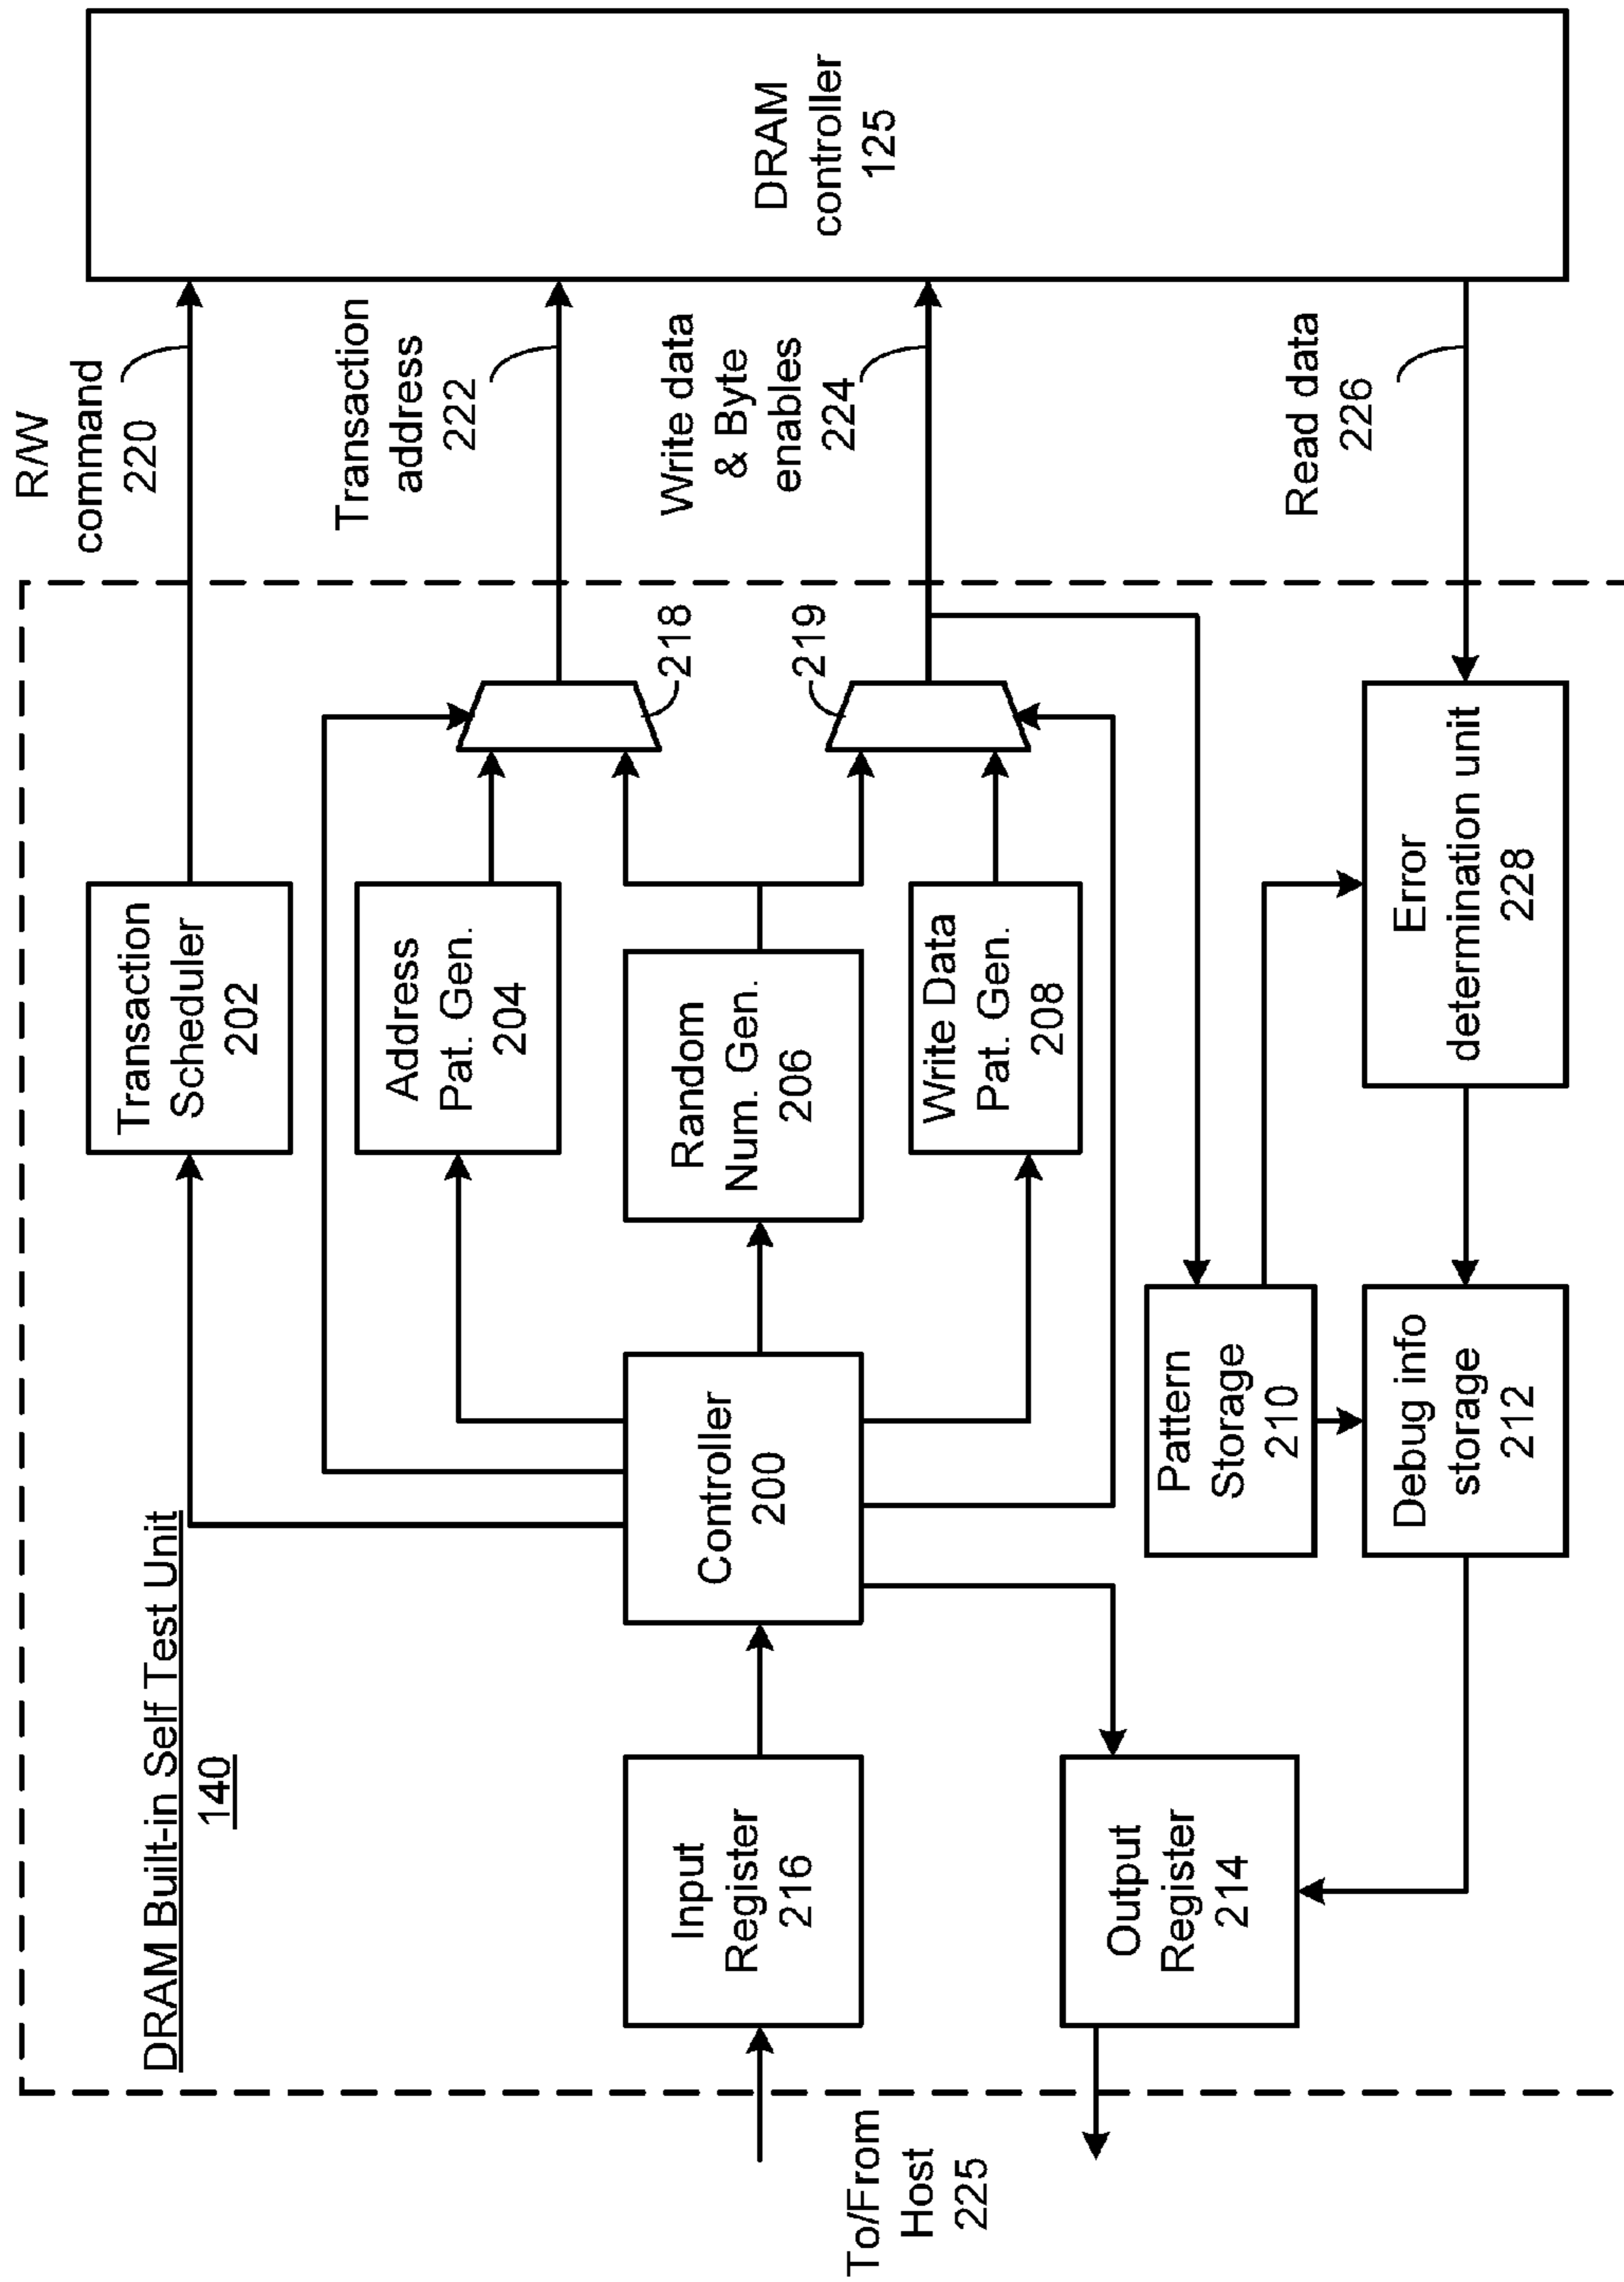 DRAM Built-in Self Test Unit
140
To/From
Host
225
Input
Register
216
Output
Register
214
Controller
200
Transaction
Scheduler
202
Address
Pat. Gen.
204
Random
Num. Gen.
206
Write Data
Pat. Gen.
208
Pattern
Storage
210
Debug info
storage
212
218
219
Error
determination unit
228
R/W
command
220
Transaction
address
222
Write data
& Byte
enables
224
Read data
226
DRAM
controller
125